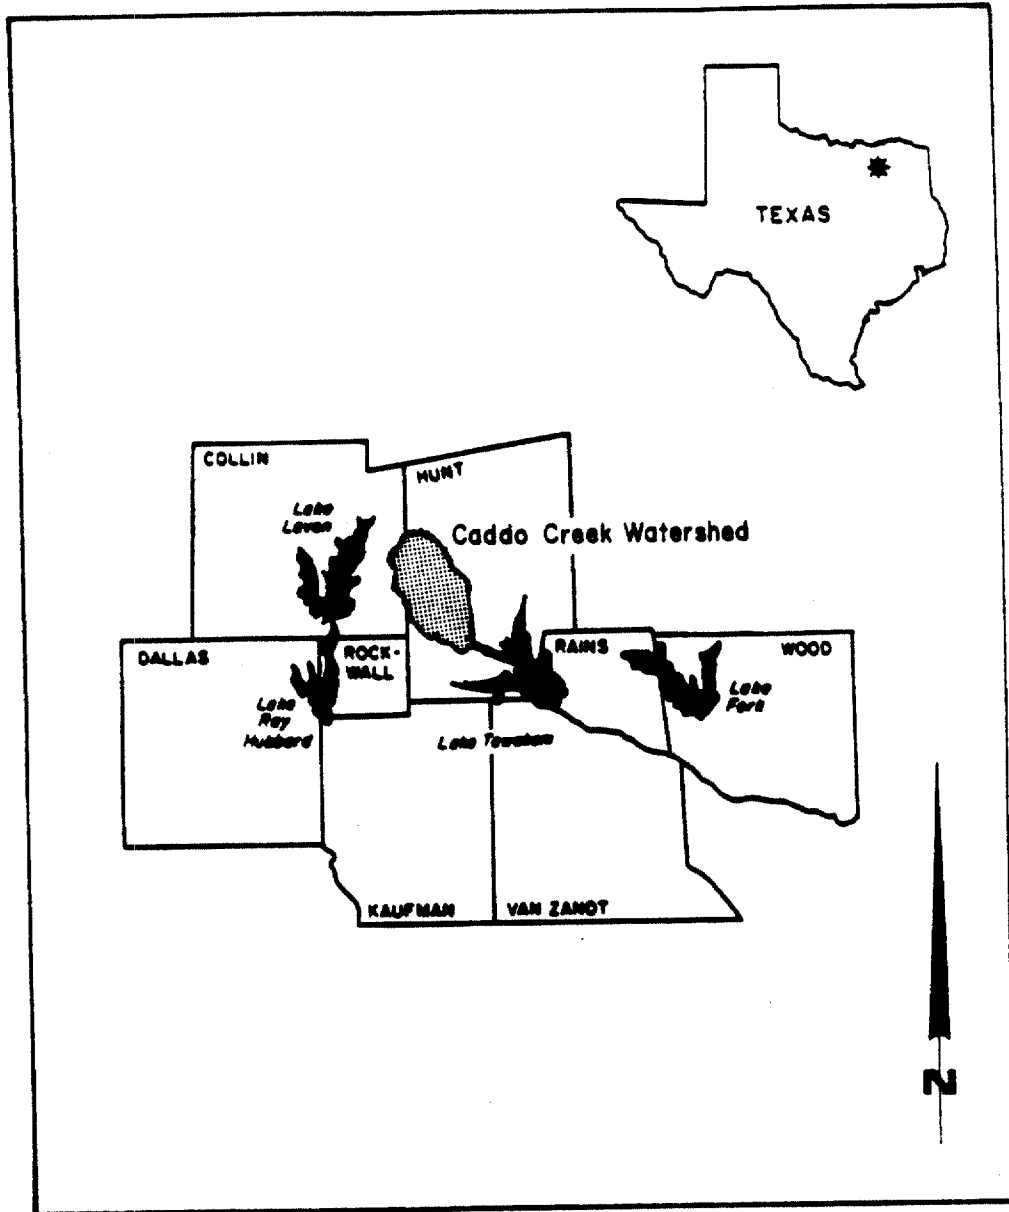 TEXAS
COLLIN
HUNT
Lake
Lavon
Caddo Creek Watershed
DALLAS
ROCK-
WALL
RAINS
WOOD
Lake
Ray
Hubbard
Lake
Fork
Lake Tawakoni
KAUFMAN
VAN ZANDT
N